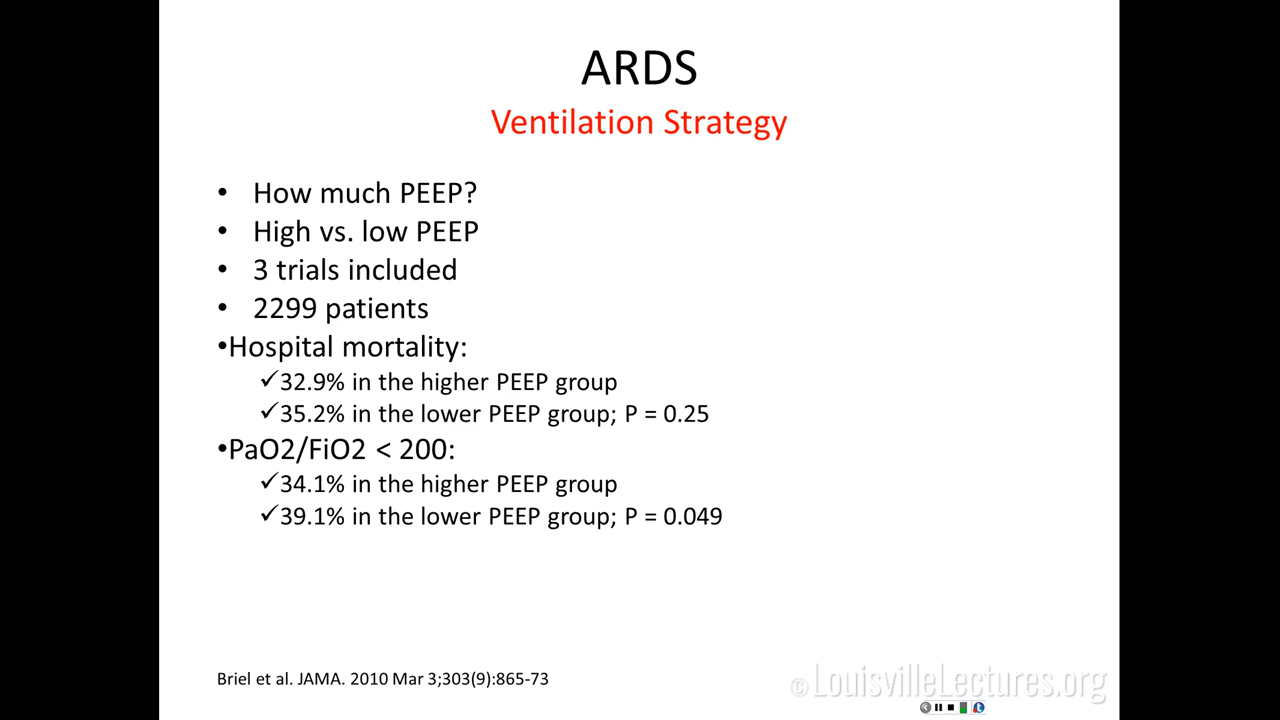 ARDS
Ventilation Strategy
• How much PEEP?
• High vs. low PEEP
• 3 trials included
• 2299 patients
•Hospital mortality:
✓32.9% in the higher PEEP group
✓35.2% in the lower PEEP group; P = 0.25
•PaO2/FiO2 < 200:
✓34.1% in the higher PEEP group
✓39.1% in the lower PEEP group; P = 0.049
Briel et al. JAMA. 2010 Mar 3;303(9):865-73
©LouisvilleLectures.org